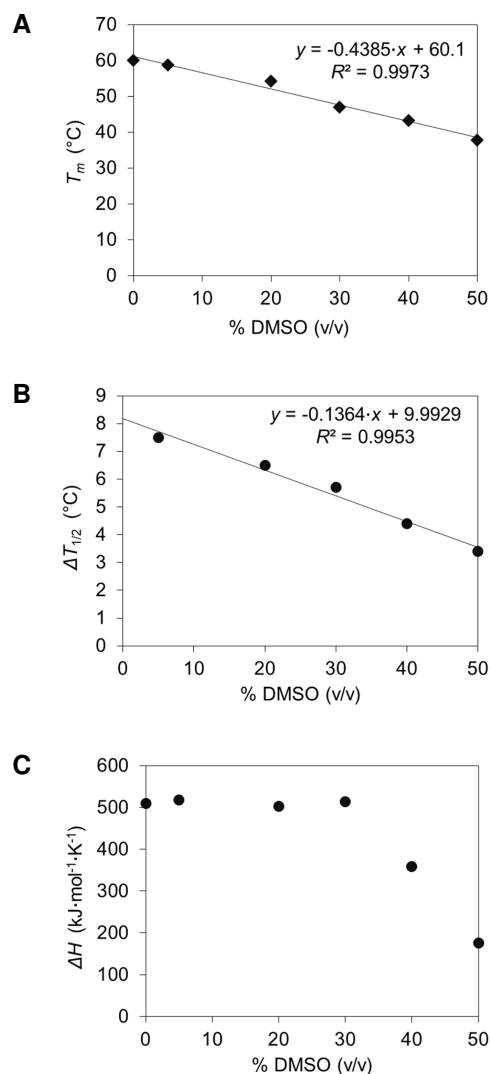 A
70
60
50
40
30
20
10
0
y = -0.4385·x + 60.1
R² = 0.9973
Tm (°C)
0 10 20 30 40 50
% DMSO (v/v)
B
9
8
7
6
5
4
3
2
1
0
y = -0.1364·x + 9.9929
R² = 0.9953
ΔT1/2 (°C)
0 10 20 30 40 50
% DMSO (v/v)
C
600
500
400
300
200
100
0
ΔH (kJ·mol⁻¹·K⁻¹)
0 10 20 30 40 50
% DMSO (v/v)